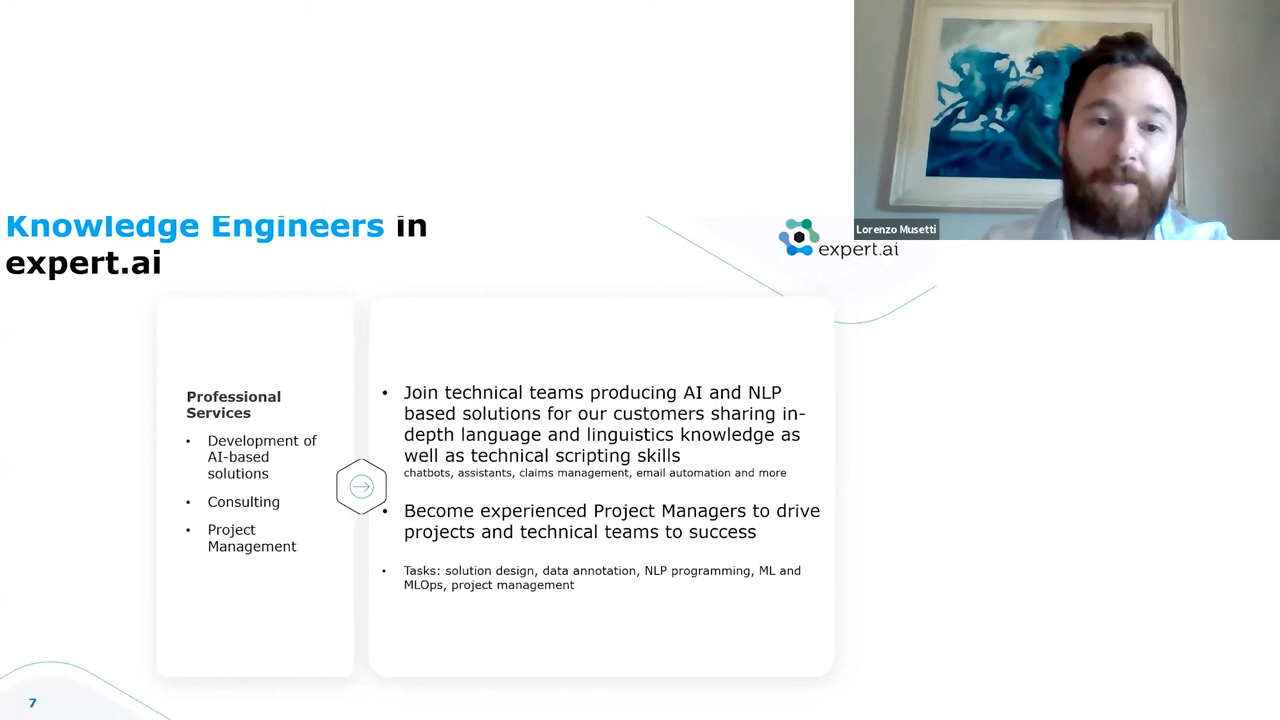 Knowledge Engineers in
expert.ai
Lorenzo Musetti
expert.ai
Professional
Services
• Development of
AI-based
solutions
• Consulting
• Project
Management
• Join technical teams producing AI and NLP
based solutions for our customers sharing in-
depth language and linguistics knowledge as
well as technical scripting skills
chatbots, assistants, claims management, email automation and more
• Become experienced Project Managers to drive
projects and technical teams to success
• Tasks: solution design, data annotation, NLP programming, ML and
MLOps, project management
7